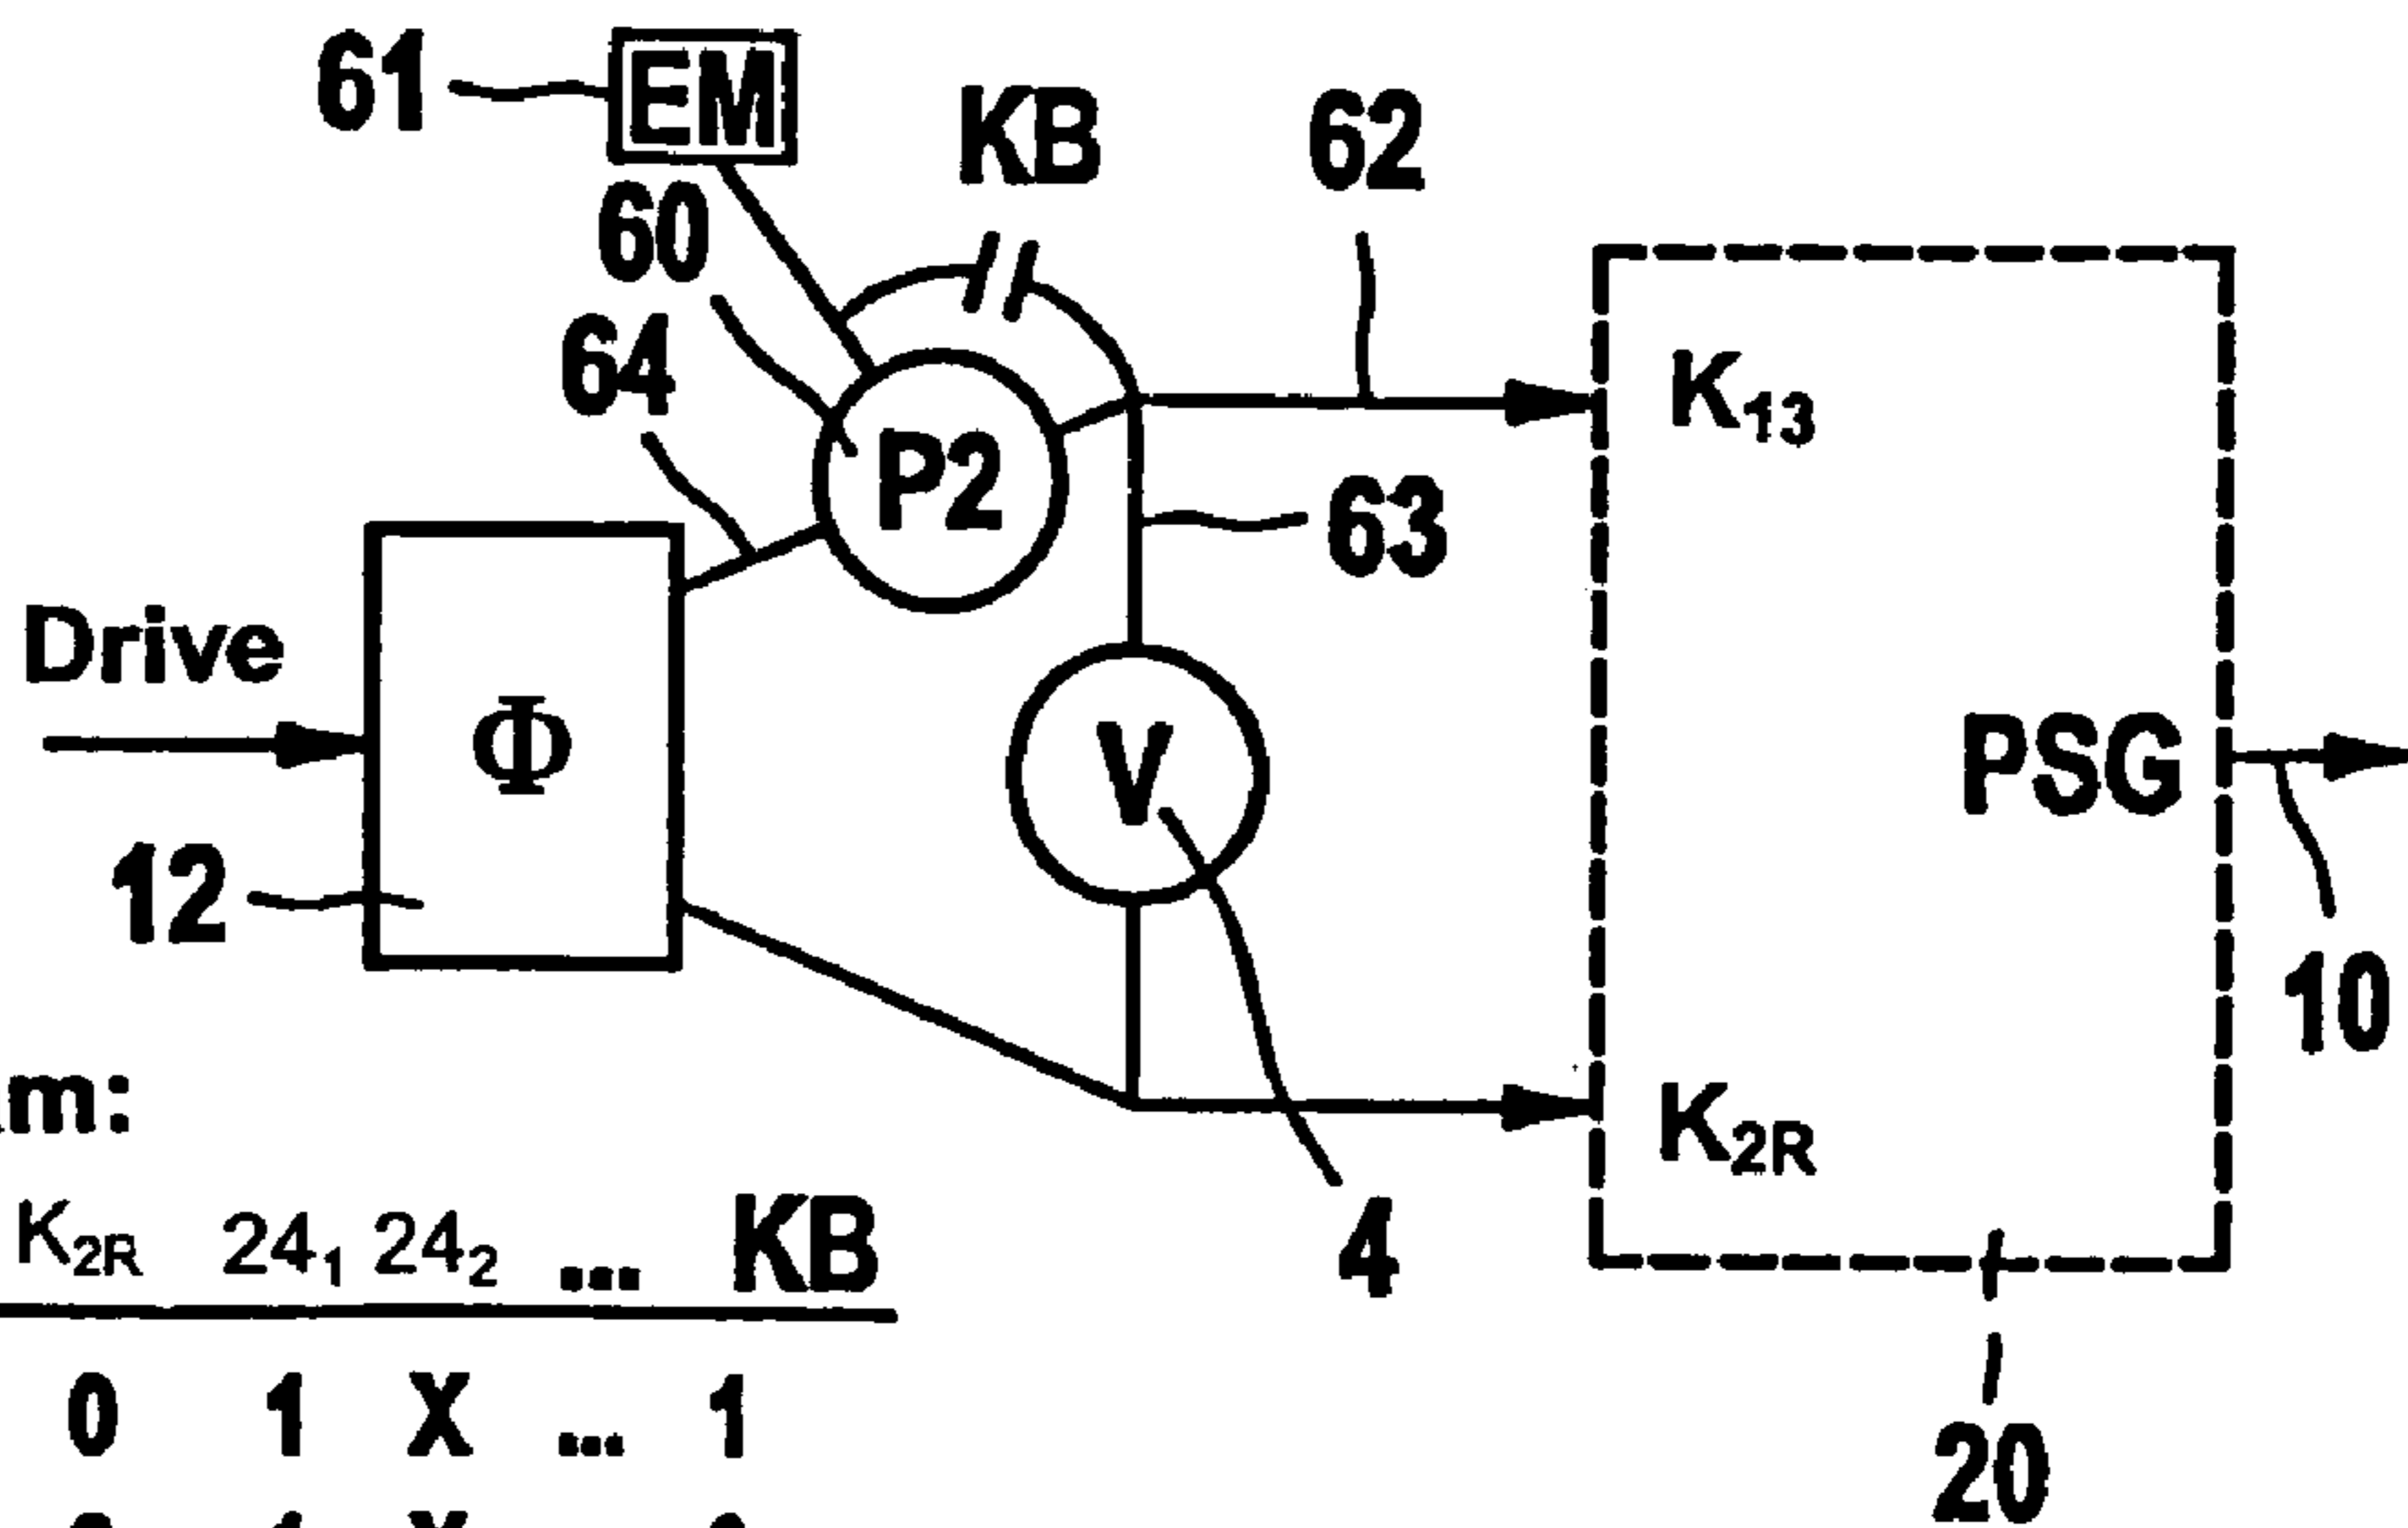 61
EM
KB
62
60
64
K₁₃
P2
63
Drive
Φ
V
PSG
12
10
am:
K₂R
4
K₂R 24₁ 24₂ ... KB
0 1 X ... 1
20